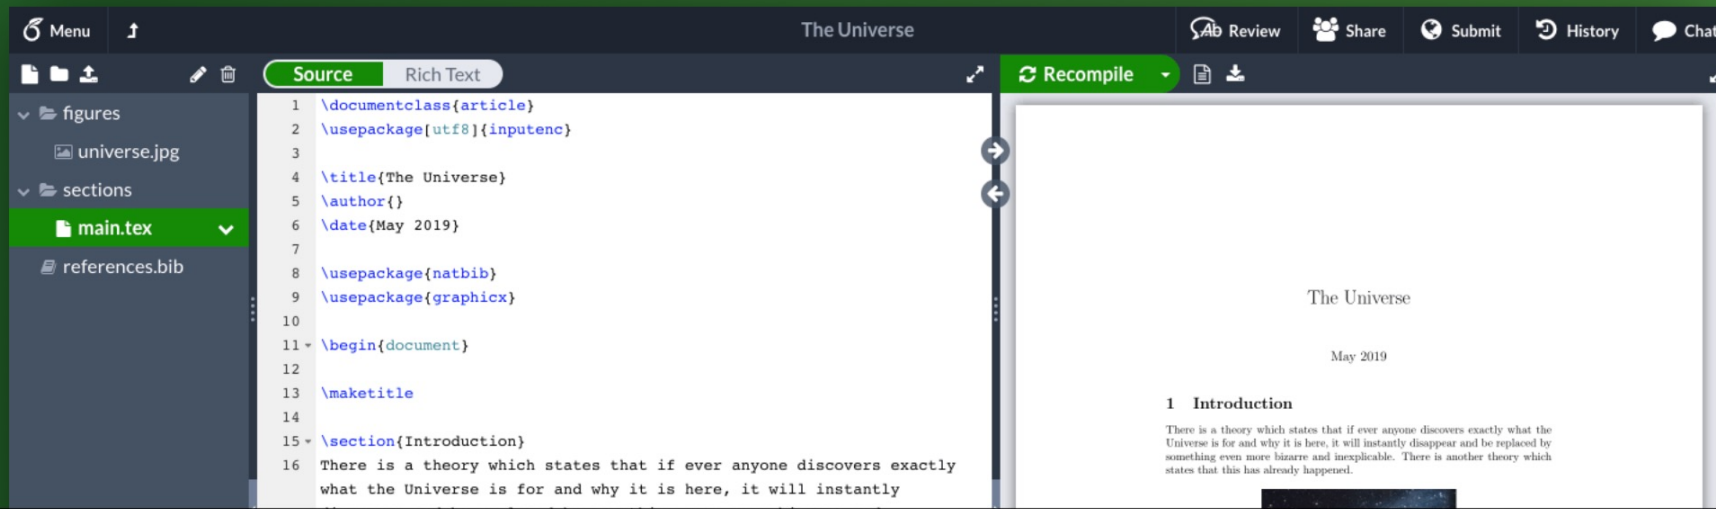 Menu
The Universe
Review
Share
Submit
History
Chat
Source
Rich Text
Recompile
figures
universe.jpg
sections
main.tex
references.bib
1 \documentclass{article}
2 \usepackage[utf8]{inputenc}
3
4 \title{The Universe}
5 \author{}
6 \date{May 2019}
7
8 \usepackage{natbib}
9 \usepackage{graphicx}
10
11 \begin{document}
12
13 \maketitle
14
15 \section{Introduction}
16 There is a theory which states that if ever anyone discovers exactly
what the Universe is for and why it is here, it will instantly
The Universe
May 2019
1 Introduction
There is a theory which states that if ever anyone discovers exactly what the
Universe is for and why it is here, it will instantly disappear and be replaced by
something even more bizarre and inexplicable. There is another theory which
states that this has already happened.